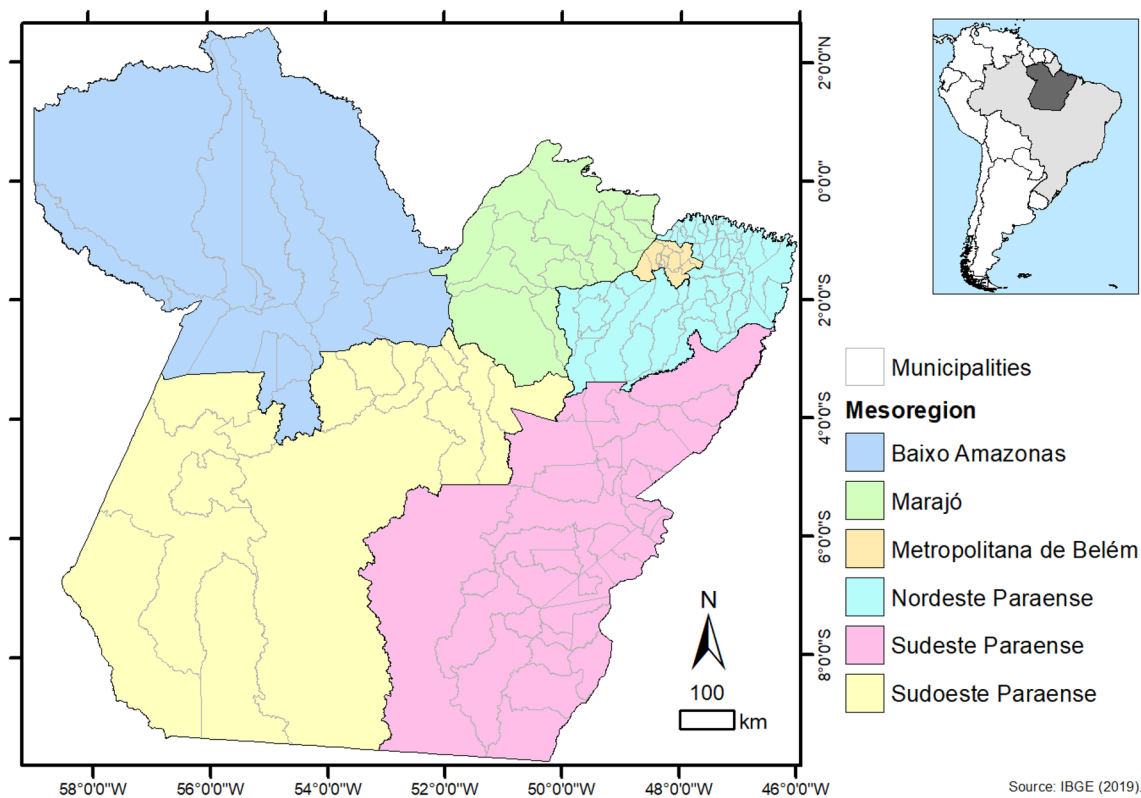 2°0'0"N
0°0'0"
2°0'0"S
4°0'0"S
6°0'0"S
8°0'0"S
58°0'0"W
56°0'0"W
54°0'0"W
52°0'0"W
50°0'0"W
48°0'0"W
46°0'0"W
N
100
km
Municipalities
Mesoregion
Baixo Amazonas
Marajó
Metropolitana de Belém
Nordeste Paraense
Sudeste Paraense
Sudoeste Paraense
Source: IBGE (2019).